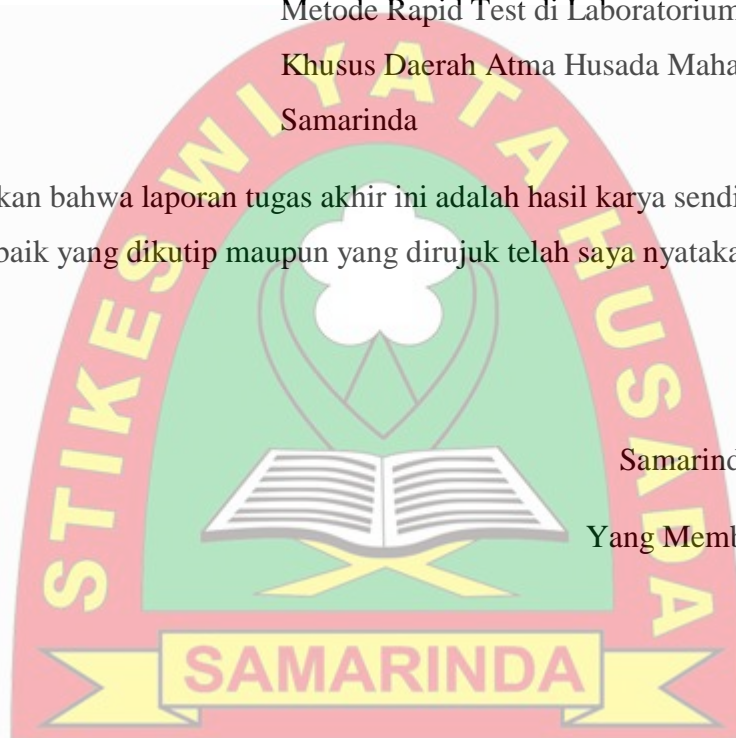 Metode Rapid Test di Laboratorium
Khusus Daerah Atma Husada Maha
Samarinda
kan bahwa laporan tugas akhir ini adalah hasil karya sendi
baik yang dikutip maupun yang dirujuk telah saya nyataka
Samarind
Yang Memb
STIKES WIYATA HUSADA
SAMARINDA